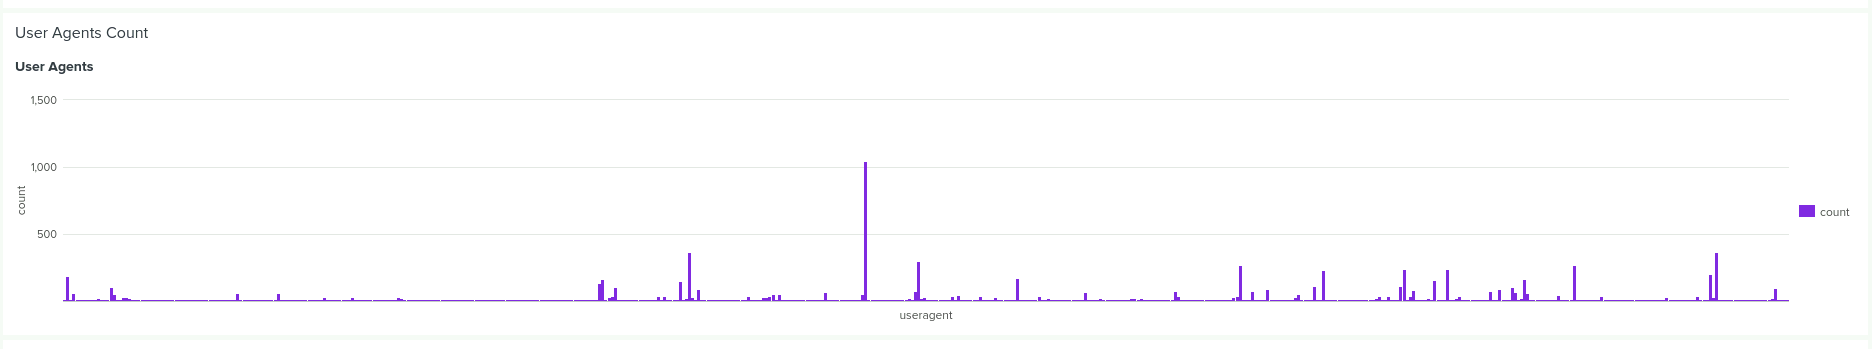 User Agents Count
User Agents
1,500
1,000
500
count
useragent
count